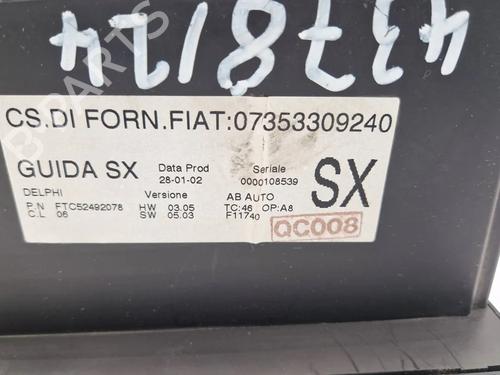 4378124
CS.DI FORN.FIAT:07353309240
GUIDA SX
Data Prod
28-01-02
Seriale
0000108539
SX
DELPHI
Versione
AB AUTO
P.N FTC52492078 HW 03.05 TC:46 OP:A8
C.L 06 SW 05.03 F11740
QC008